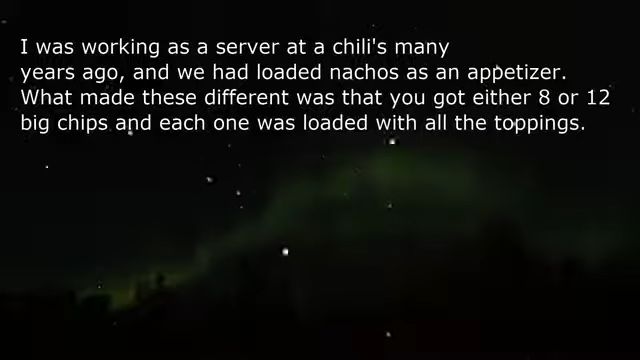 I was working as a server at a chili's many
years ago, and we had loaded nachos as an appetizer.
What made these different was that you got either 8 or 12
big chips and each one was loaded with all the toppings.